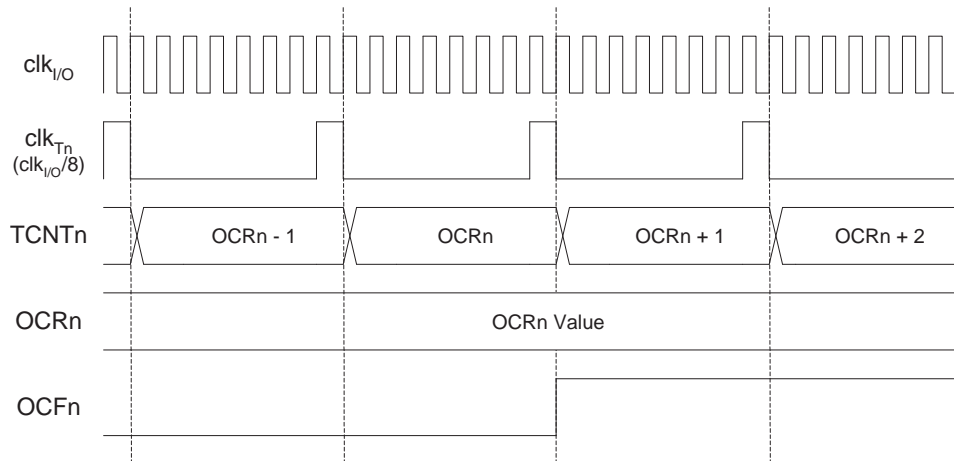 clkI/O
clkTn
(clkI/O/8)
TCNTn
OCRn - 1
OCRn
OCRn + 1
OCRn + 2
OCRn
OCRn Value
OCFn